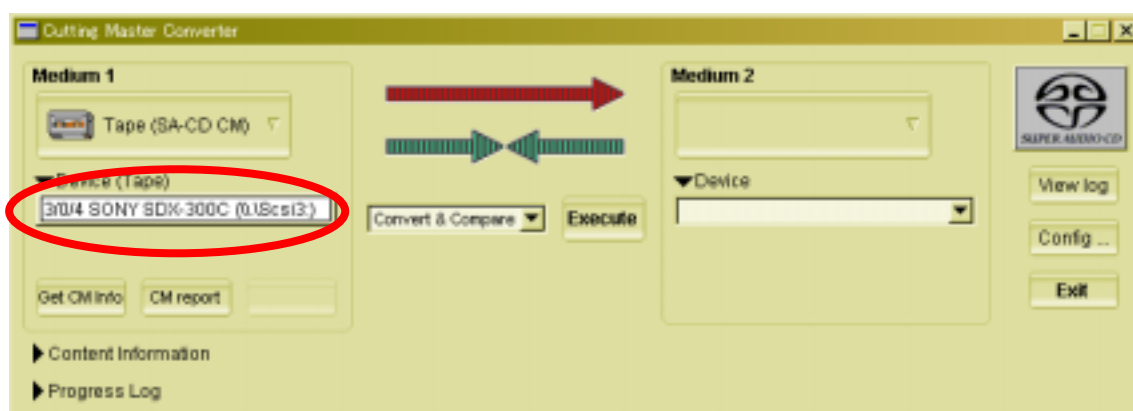 Cutting Master Converter
Medium 1
Tape (SA-CD CM)
Device (Tape)
3/0/4 SONY SDX-300C (\\.\Scsi3:)
Get CM Info
CM report
Convert & Compare
Execute
Medium 2
Device
SUPER AUDIO CD
View log
Config ...
Exit
Content Information
Progress Log